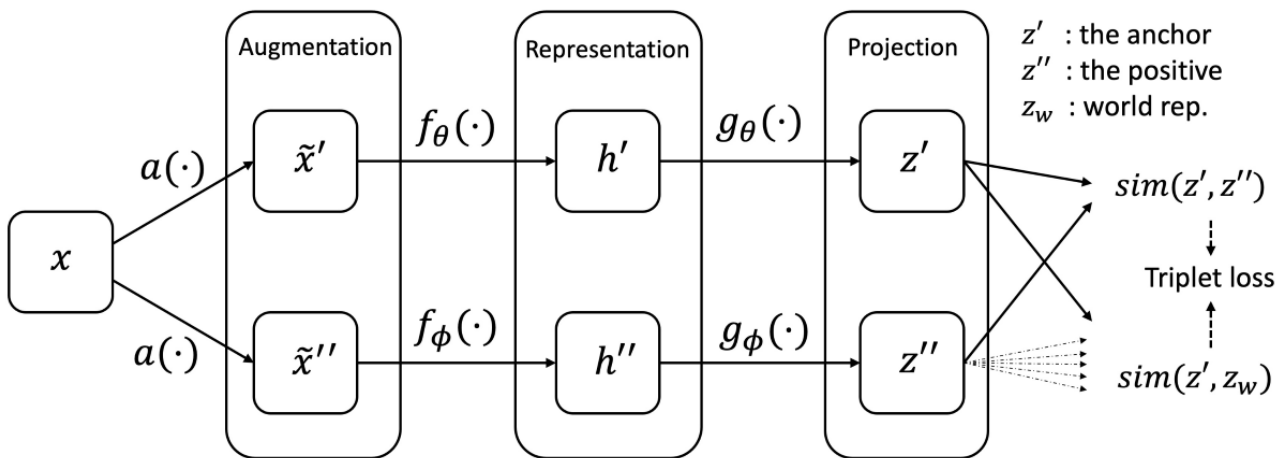 Augmentation
Representation
Projection
z′ : the anchor
z′′ : the positive
z_w : world rep.
a(·)
x̃′
f_θ(·)
h′
g_θ(·)
z′
sim(z′, z′′)
x
Triplet loss
a(·)
x̃′′
f_ϕ(·)
h′′
g_ϕ(·)
z′′
sim(z′, z_w)